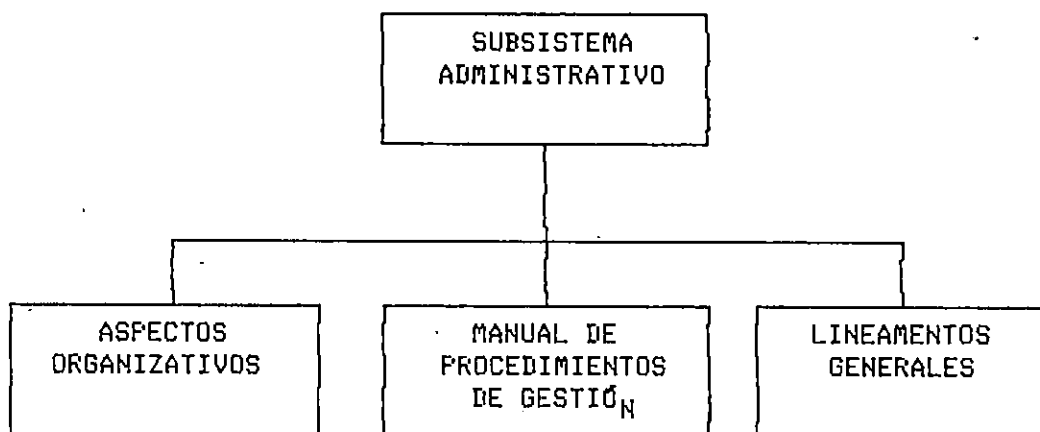 SUBSISTEMA
ADMINISTRATIVO
ASPECTOS
ORGANIZATIVOS
MANUAL DE
PROCEDIMIENTOS
DE GESTIÓN
LINEAMENTOS
GENERALES